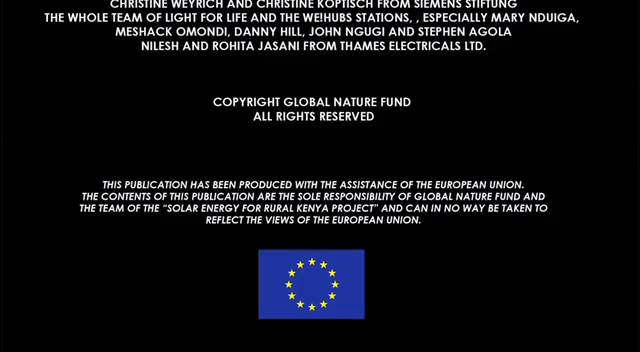 CHRISTINE WEYRICH AND CHRISTINE KOPTISCH FROM SIEMENS STIFTUNG
THE WHOLE TEAM OF LIGHT FOR LIFE AND THE WEIHUBS STATIONS, , ESPECIALLY MARY NDUIGA,
MESHACK OMONDI, DANNY HILL, JOHN NGUGI AND STEPHEN AGOLA
NILESH AND ROHITA JASANI FROM THAMES ELECTRICALS LTD.
COPYRIGHT GLOBAL NATURE FUND
ALL RIGHTS RESERVED
THIS PUBLICATION HAS BEEN PRODUCED WITH THE ASSISTANCE OF THE EUROPEAN UNION.
THE CONTENTS OF THIS PUBLICATION ARE THE SOLE RESPONSIBILITY OF GLOBAL NATURE FUND AND
THE TEAM OF THE “SOLAR ENERGY FOR RURAL KENYA PROJECT” AND CAN IN NO WAY BE TAKEN TO
REFLECT THE VIEWS OF THE EUROPEAN UNION.